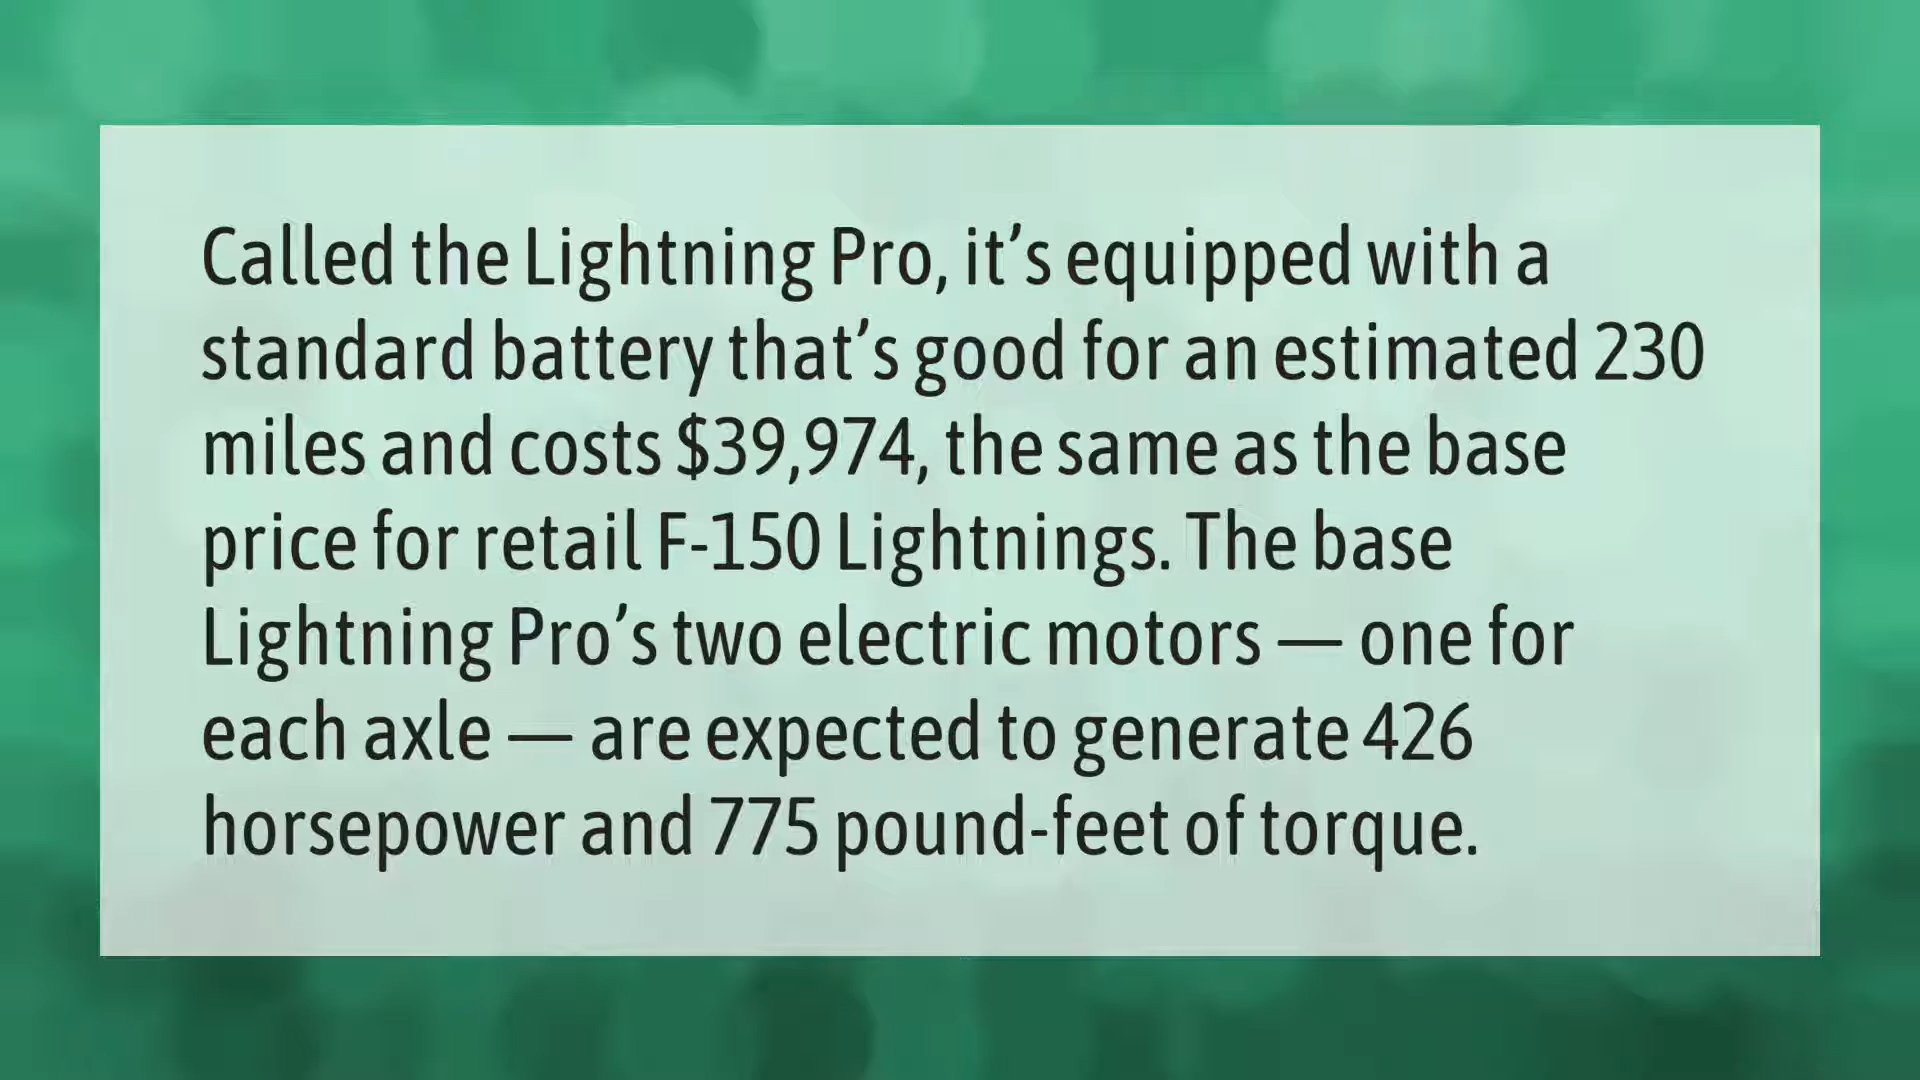 Called the Lightning Pro, it’s equipped with a
standard battery that’s good for an estimated 230
miles and costs $39,974, the same as the base
price for retail F-150 Lightnings. The base
Lightning Pro’s two electric motors — one for
each axle — are expected to generate 426
horsepower and 775 pound-feet of torque.